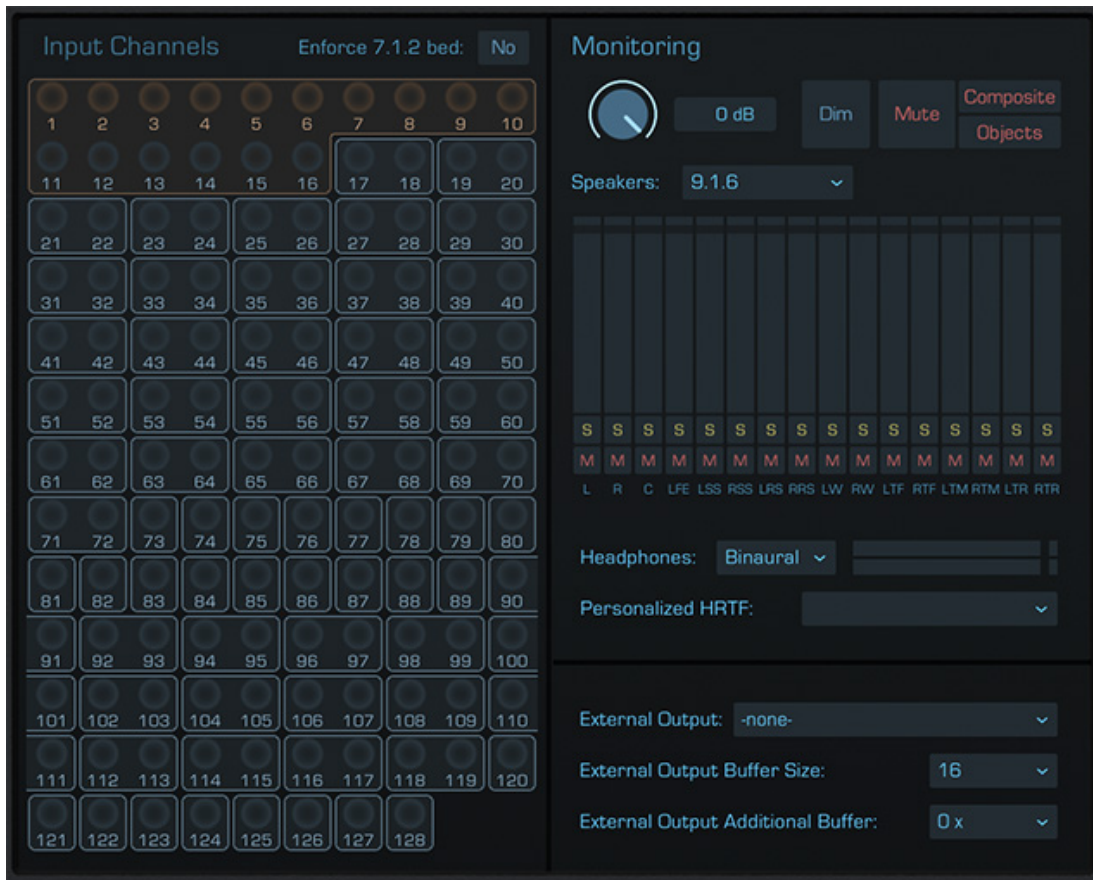 Input Channels
Enforce 7.1.2 bed: No
1 2 3 4 5 6 7 8 9 10
11 12 13 14 15 16 17 18 19 20
21 22 23 24 25 26 27 28 29 30
31 32 33 34 35 36 37 38 39 40
41 42 43 44 45 46 47 48 49 50
51 52 53 54 55 56 57 58 59 60
61 62 63 64 65 66 67 68 69 70
71 72 73 74 75 76 77 78 79 80
81 82 83 84 85 86 87 88 89 90
91 92 93 94 95 96 97 98 99 100
101 102 103 104 105 106 107 108 109 110
111 112 113 114 115 116 117 118 119 120
121 122 123 124 125 126 127 128
Monitoring
0 dB Dim Mute Composite
Objects
Speakers: 9.1.6
S S S S S S S S S S S S S S S S
M M M M M M M M M M M M M M M M
L R C LFE LSS RSS LRS RRS LW RW LTF RTF LTM RTM LTR RTR
Headphones: Binaural
Personalized HRTF:
External Output: -none-
External Output Buffer Size: 16
External Output Additional Buffer: 0 x